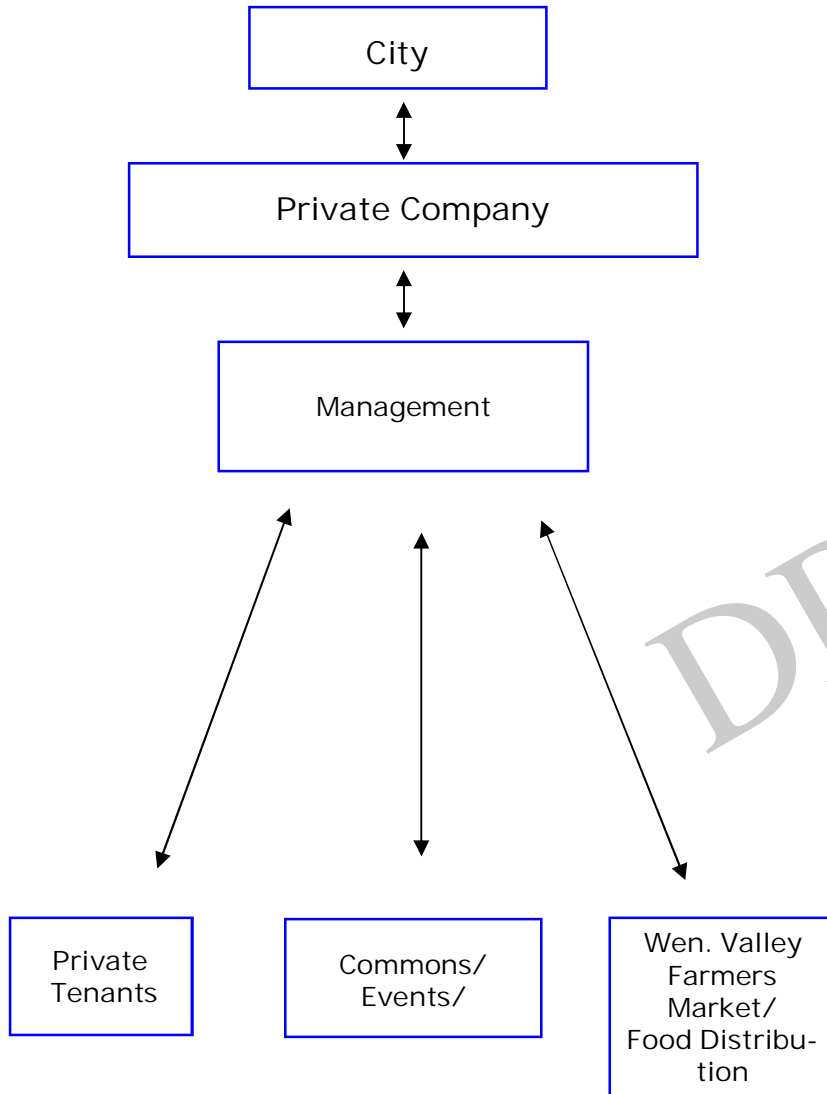 City
Private Company
Management
Private
Tenants
Commons/
Events/
Wen. Valley
Farmers
Market/
Food Distribu-
tion